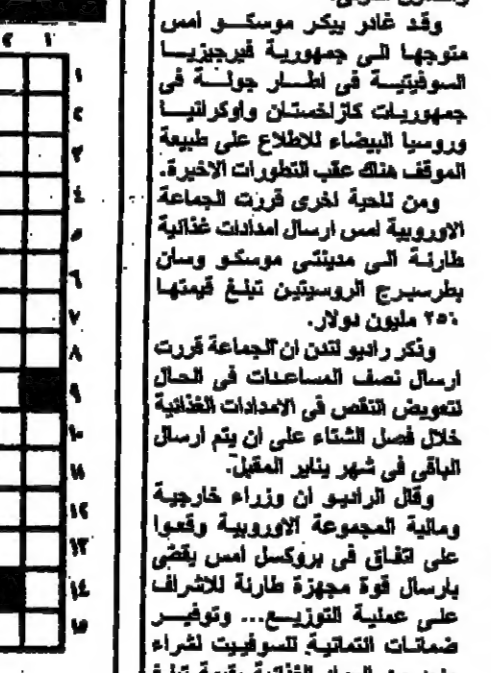 وقد غادر بيكر موسكو امس
متوجها الى جمهورية قيرجيزيا
السوفيتية فى اطار جولة فى
جمهوريات كازاخستان واوكرانيا
وروسيا البيضاء للاطلاع على طبيعة
الموقف هناك عقب التطورات الاخيرة.
ومن ناحية اخرى قررت الجماعة
الاوروبية امس ارسال امدادات غذائية
طارئة الى مدينتى موسكو وسان
بطرسبرج الروسيتين تبلغ قيمتها
٢٥٦ مليون دولار.
وذكر راديو لندن ان الجماعة قررت
ارسال نصف المساعدات فى الحال
لتعويض النقص فى الامدادات الغذائية
خلال فصل الشتاء على ان يتم ارسال
الباقى فى شهر يناير المقبل.
وقال الراديو ان وزراء خارجية
ومالية المجموعة الاوروبية وقعوا
على اتفاق فى بروكسل امس يقضى
بارسال قوة مجهزة طارئة للاشراف
على عملية التوزيع... وتوفير
ضمانات ائتمانية للسوفييت لشراء
١ ٢
١
٢
٣
٤
٥
٦
٧
٨
٩
١٠
١١
١٢
١٣
١٤
١٥